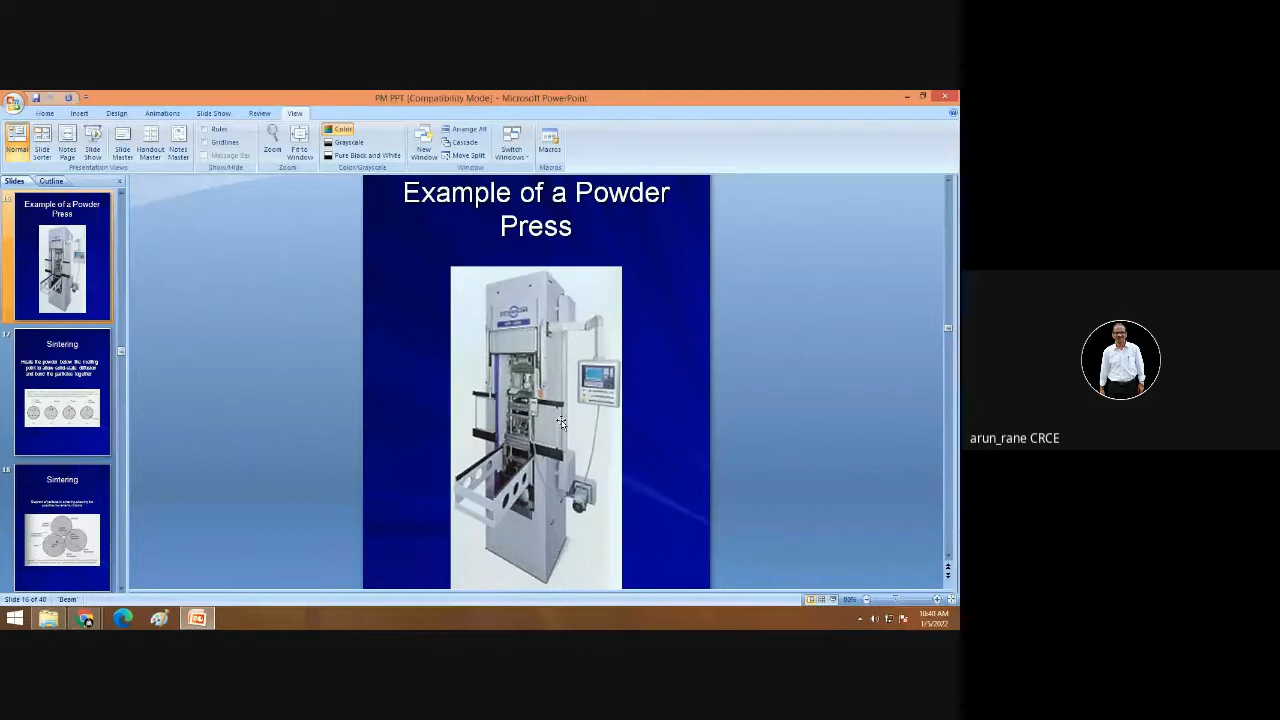 PM PPT [Compatibility Mode] - Microsoft PowerPoint
Home Insert Design Animations Slide Show Review View
Normal Slide Sorter Notes Page Slide Show Slide Master Handout Master Notes Master
Presentation Views
Ruler
Gridlines
Message Bar
Show/Hide
Zoom Fit to Window
Zoom
Color
Grayscale
Pure Black and White
Color/Grayscale
New Window
Arrange All
Cascade
Move Split
Switch Windows
Window
Macros
Macros
Slides Outline
16
Example of a Powder
Press
17
Sintering
Heats the powder below the melting
point to allow solid-state diffusion
and bond the particles together
18
Sintering
Example of a Powder
Press
arun_rane CRCE
Slide 16 of 40 "Beam"
80%
10:40 AM
1/5/2022